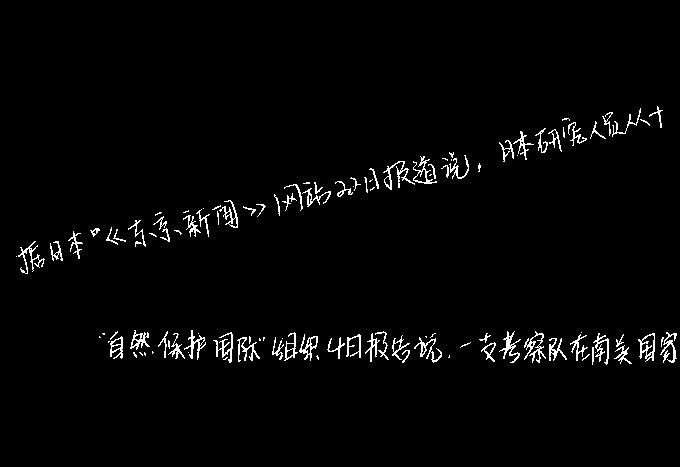 据日本《东京新闻》网站22日报道说，日本研究人员从十
“自然保护国际”组织4日报告说，一支考察队在南美国家